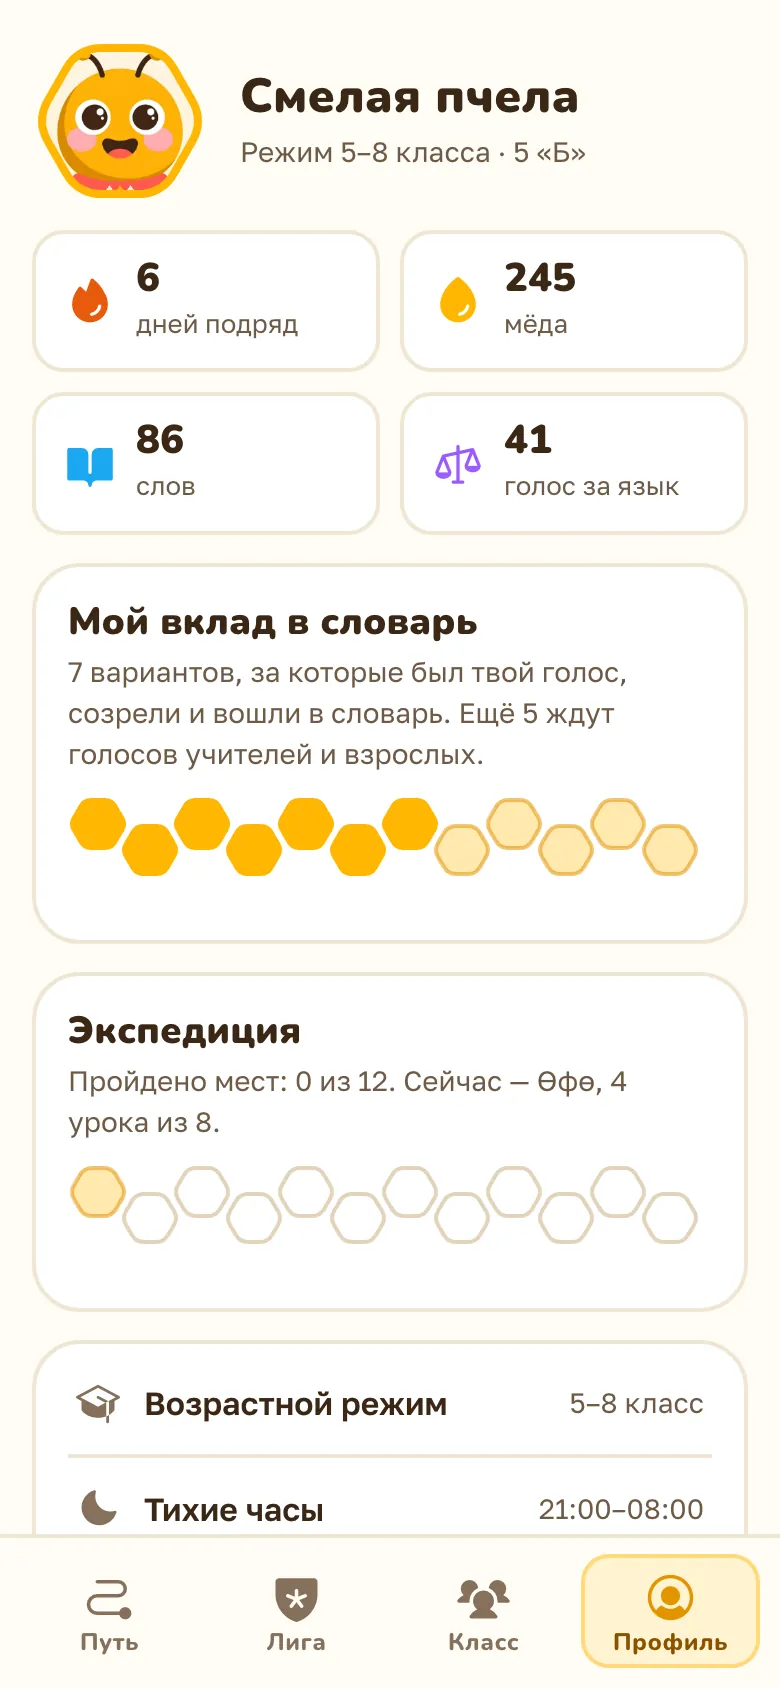 Смелая пчела
Режим 5–8 класса · 5 «Б»
6
дней подряд
245
мёда
86
слов
41
голос за язык
Мой вклад в словарь
7 вариантов, за которые был твой голос,
созрели и вошли в словарь. Ещё 5 ждут
голосов учителей и взрослых.
Экспедиция
Пройдено мест: 0 из 12. Сейчас — Өфө, 4
урока из 8.
Возрастной режим
5–8 класс
Тихие часы
21:00–08:00
Путь
Лига
Класс
Профиль